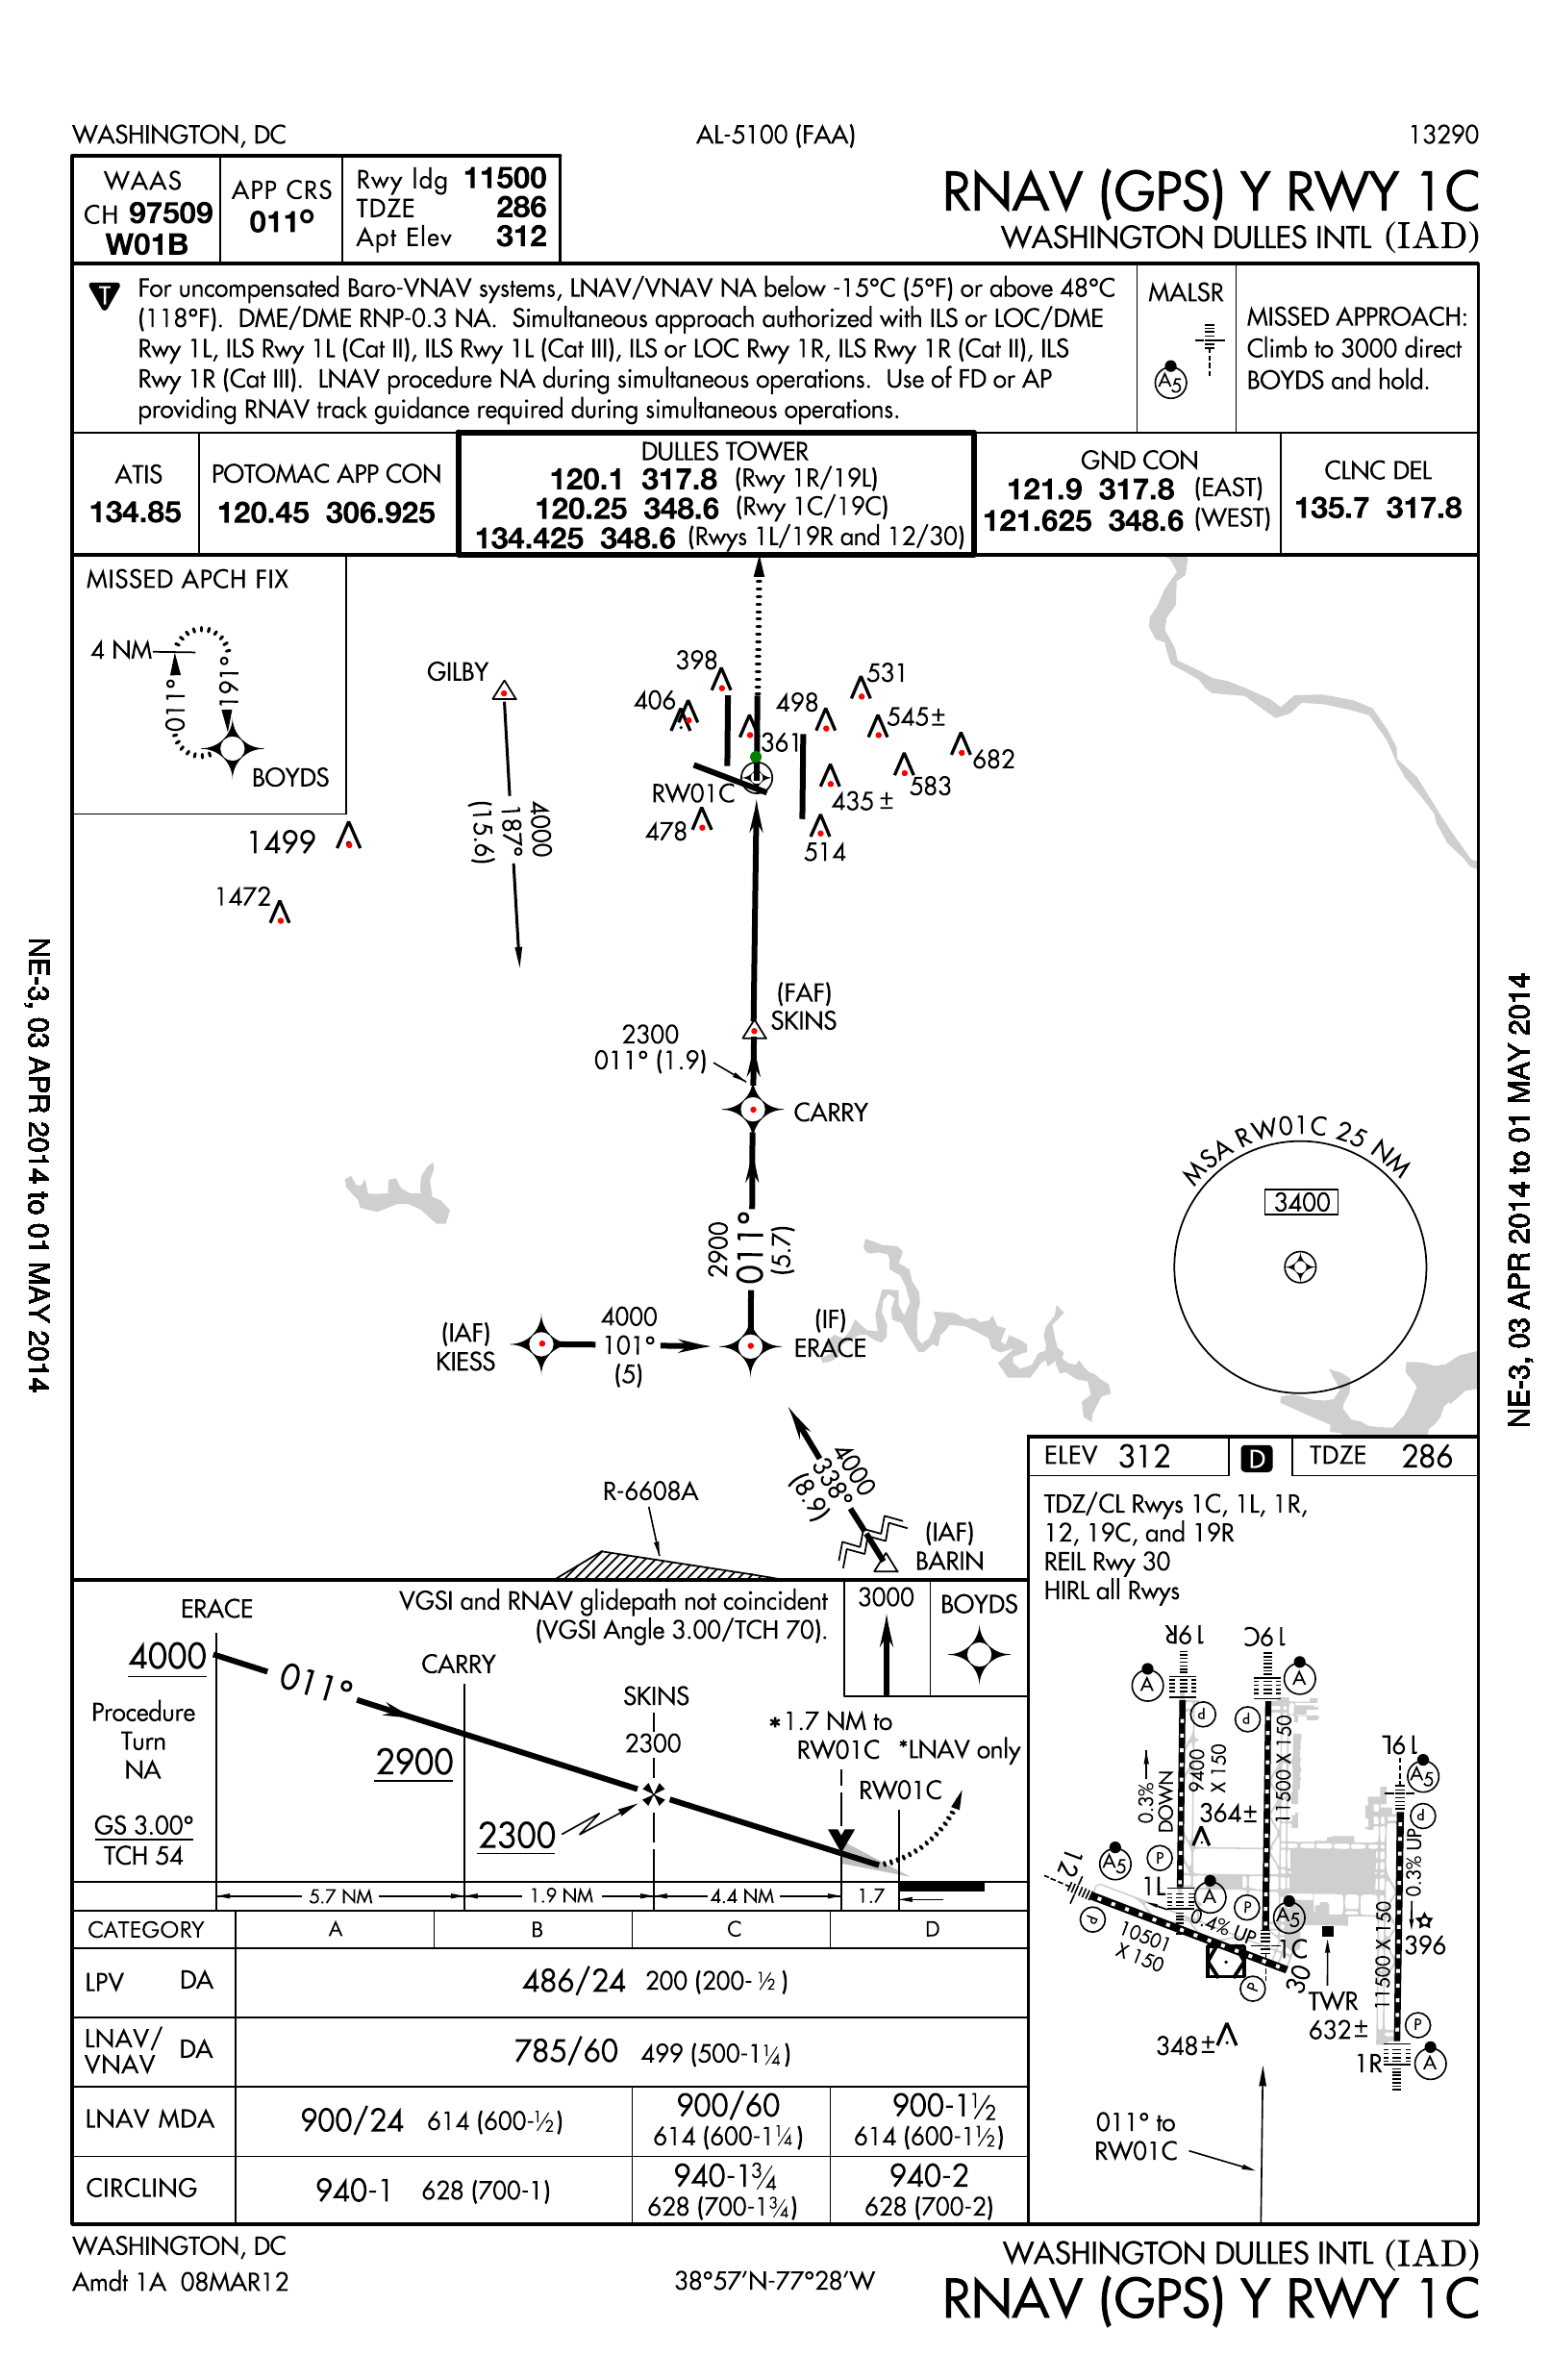 WASHINGTON, DC
AL-5100 (FAA)
13290
WAAS
CH 97509
W01B
APP CRS
011°
Rwy ldg 11500
TDZE 286
Apt Elev 312
RNAV (GPS) Y RWY 1C
WASHINGTON DULLES INTL (IAD)
T
For uncompensated Baro-VNAV systems, LNAV/VNAV NA below -15°C (5°F) or above 48°C
(118°F). DME/DME RNP-0.3 NA. Simultaneous approach authorized with ILS or LOC/DME
Rwy 1L, ILS Rwy 1L (Cat II), ILS Rwy 1L (Cat III), ILS or LOC Rwy 1R, ILS Rwy 1R (Cat II), ILS
Rwy 1R (Cat III). LNAV procedure NA during simultaneous operations. Use of FD or AP
providing RNAV track guidance required during simultaneous operations.
MALSR
A5
MISSED APPROACH:
Climb to 3000 direct
BOYDS and hold.
ATIS
134.85
POTOMAC APP CON
120.45 306.925
DULLES TOWER
120.1 317.8 (Rwy 1R/19L)
120.25 348.6 (Rwy 1C/19C)
134.425 348.6 (Rwys 1L/19R and 12/30)
GND CON
121.9 317.8 (EAST)
121.625 348.6 (WEST)
CLNC DEL
135.7 317.8
MISSED APCH FIX
4 NM
191°
011°
BOYDS
GILBY
4000
187°
(15.6)
398
406
498
531
545±
361
682
583
RW01C
435±
478
514
1499
1472
(FAF)
SKINS
2300
011° (1.9)
CARRY
2900
011°
(5.7)
MSA RW01C 25 NM
3400
(IAF)
KIESS
4000
101°
(5)
(IF)
ERACE
4000
338°
(8.9)
R-6608A
(IAF)
BARIN
NE-3, 03 APR 2014 to 01 MAY 2014
NE-3, 03 APR 2014 to 01 MAY 2014
ELEV 312
D
TDZE 286
TDZ/CL Rwys 1C, 1L, 1R,
12, 19C, and 19R
REIL Rwy 30
HIRL all Rwys
19R
19C
A
A
P
P
19L
A5
P
0.3%
DOWN
9400
X 150
11500 X 150
364±
0.3% UP
12
A5
P
1L
A
P
A5
0.4% UP
1C
P
10501
X 150
P
30
TWR
632±
11500 X 150
396
348±
P
1R
A
011° to
RW01C
ERACE
VGSI and RNAV glidepath not coincident
(VGSI Angle 3.00/TCH 70).
3000
BOYDS
4000
011°
CARRY
SKINS
2300
*1.7 NM to
RW01C *LNAV only
RW01C
Procedure
Turn
NA
2900
2300
GS 3.00°
TCH 54
5.7 NM
1.9 NM
4.4 NM
1.7
CATEGORY A B C D
LPV DA 486/24 200 (200-½)
LNAV/
VNAV DA 785/60 499 (500-1¼)
LNAV MDA 900/24 614 (600-½)
900/60
614 (600-1¼)
900-1½
614 (600-1½)
CIRCLING 940-1 628 (700-1)
940-1¾
628 (700-1¾)
940-2
628 (700-2)
WASHINGTON, DC
Amdt 1A 08MAR12
38°57'N-77°28'W
WASHINGTON DULLES INTL (IAD)
RNAV (GPS) Y RWY 1C